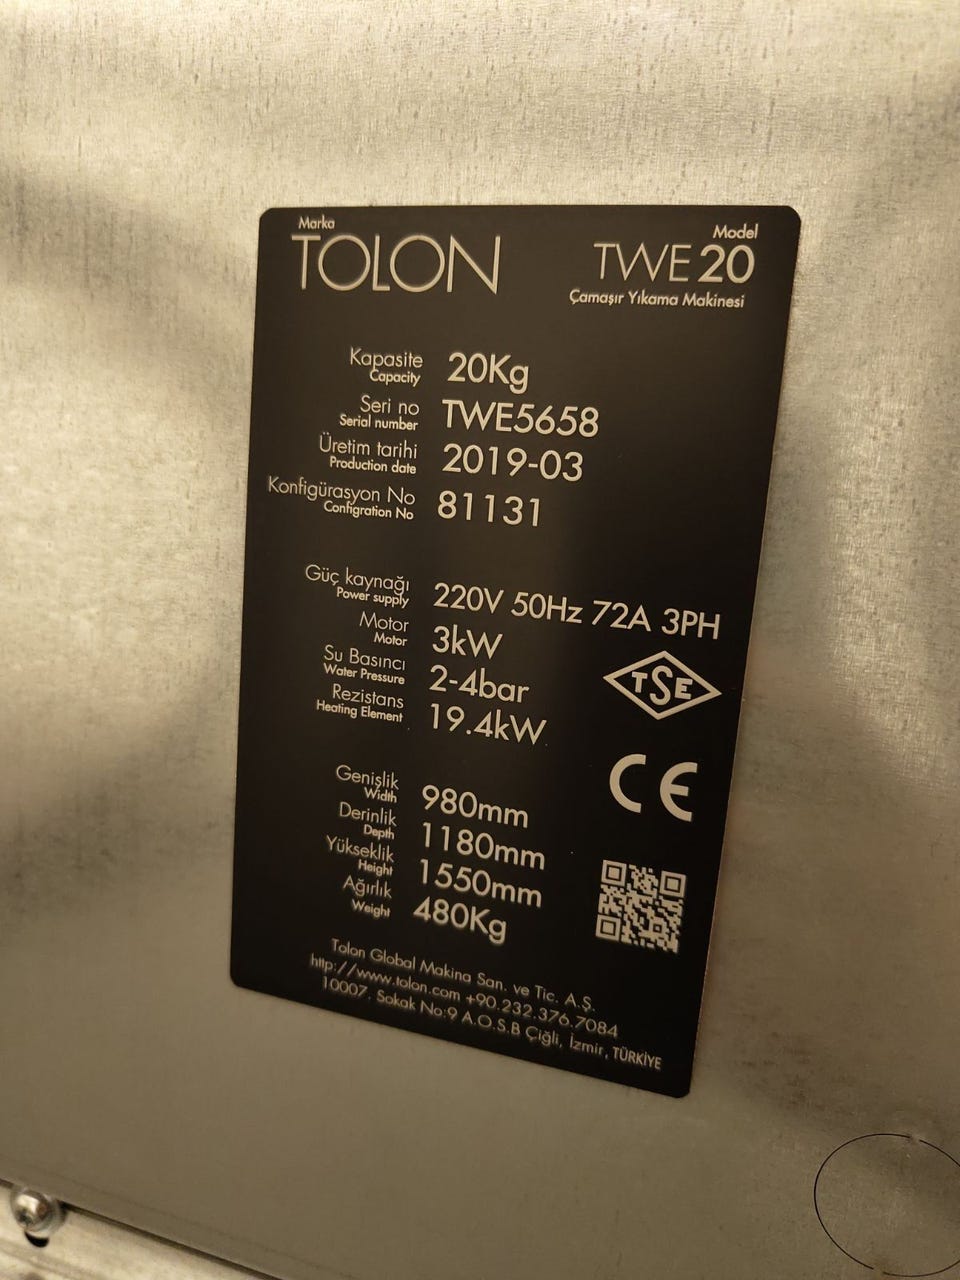 Marka
TOLON
Model
TWE 20
Çamaşır Yıkama Makinesi
Kapasite 20Kg
Capacity
Seri no TWE5658
Serial number
Üretim tarihi 2019-03
Production date
Konfigürasyon No 81131
Configration No
Güç kaynağı 220V 50Hz 72A 3PH
Power supply
Motor 3kW
Motor
Su Basıncı 2-4bar
Water Pressure
Rezistans 19.4kW
Heating Element
TSE
CE
Genişlik 980mm
Width
Derinlik 1180mm
Depth
Yükseklik 1550mm
Height
Ağırlık 480Kg
Weight
Tolon Global Makina San. ve Tic. A.Ş.
http://www.tolon.com +90.232.376.7084
10007. Sokak No:9 A.O.S.B Çiğli, İzmir, TÜRKİYE